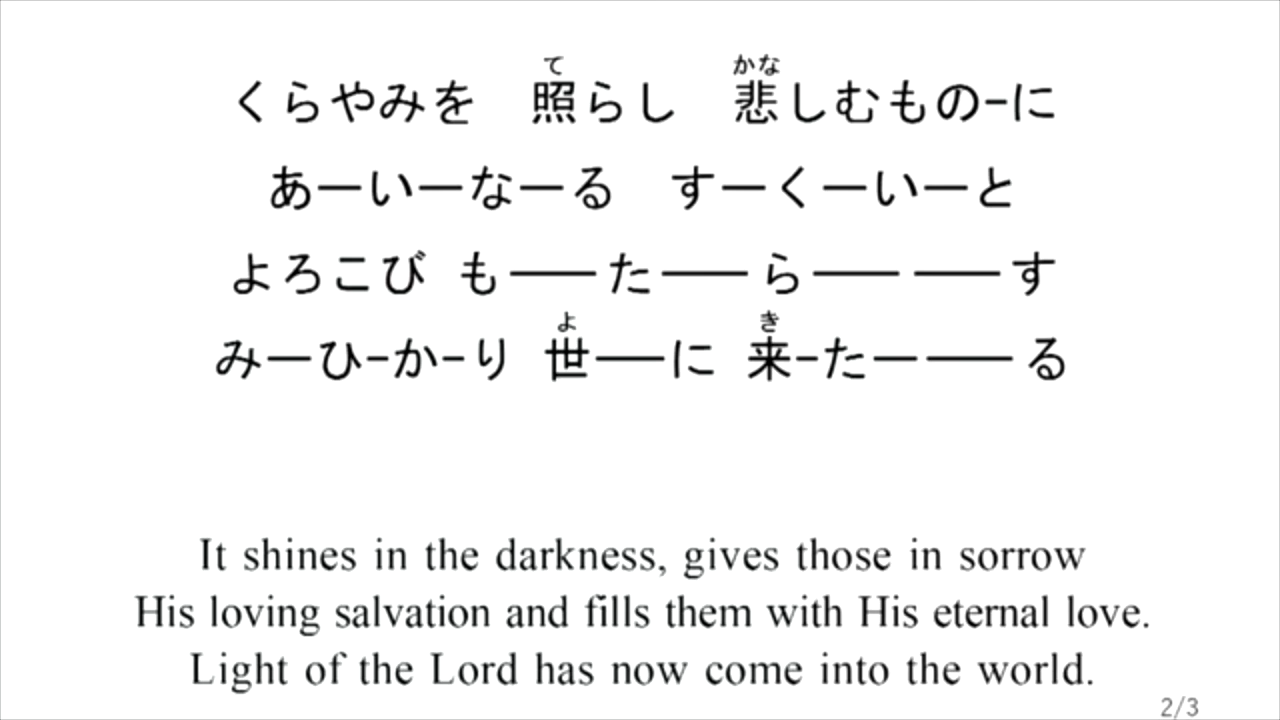 くらやみを　照らし　悲しむもの-に
あーいーなーる　すーくーいーと
よろこび も──た──ら────す
みーひ-か-り 世──に 来-たー──る
It shines in the darkness, gives those in sorrow
His loving salvation and fills them with His eternal love.
Light of the Lord has now come into the world.
2/3